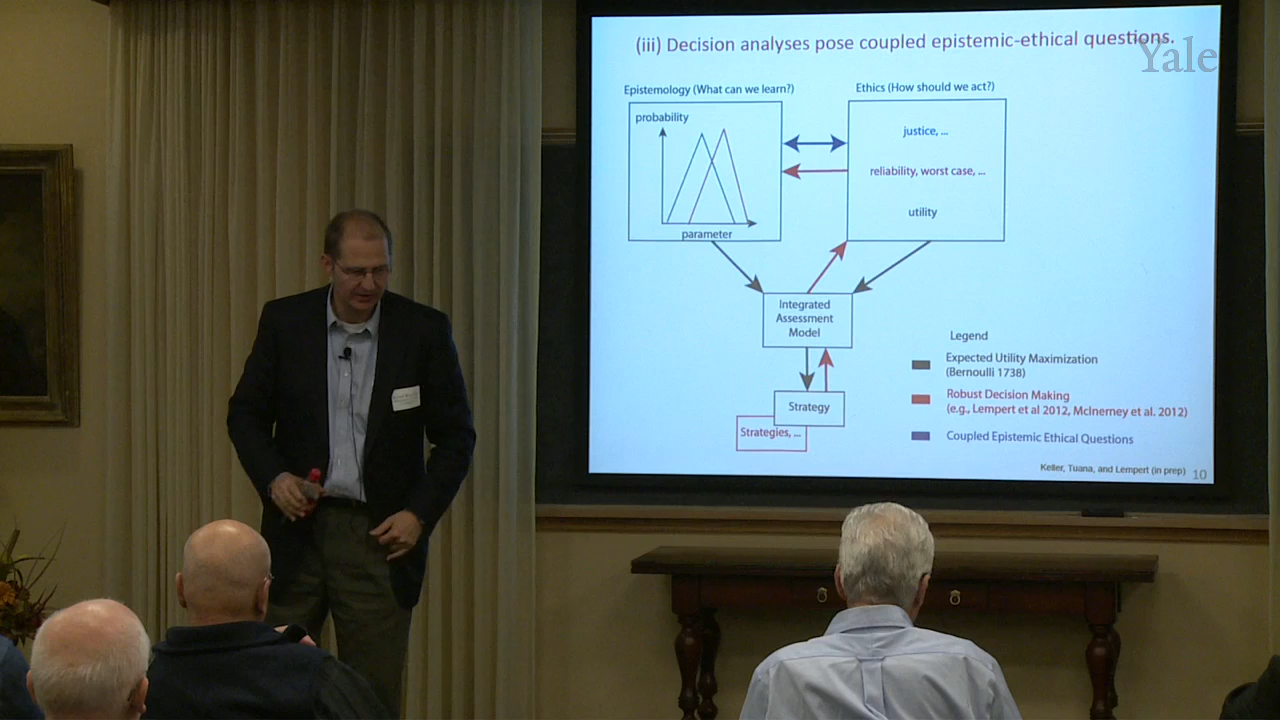 (iii) Decision analyses pose coupled epistemic-ethical questions.
Yale
Epistemology (What can we learn?)
Ethics (How should we act?)
probability
parameter
justice, ...
reliability, worst case, ...
utility
Integrated
Assessment
Model
Strategy
Strategies, ...
Legend
Expected Utility Maximization
(Bernoulli 1738)
Robust Decision Making
(e.g., Lempert et al 2012, McInerney et al. 2012)
Coupled Epistemic Ethical Questions
Keller, Tuana, and Lempert (in prep)
10